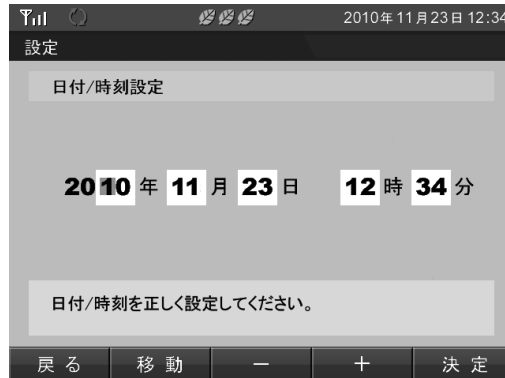 2010年11月23日 12:34
設定
日付/時刻設定
2010 年 11 月 23 日 12 時 34 分
日付/時刻を正しく設定してください。
戻る 移動 － ＋ 決定